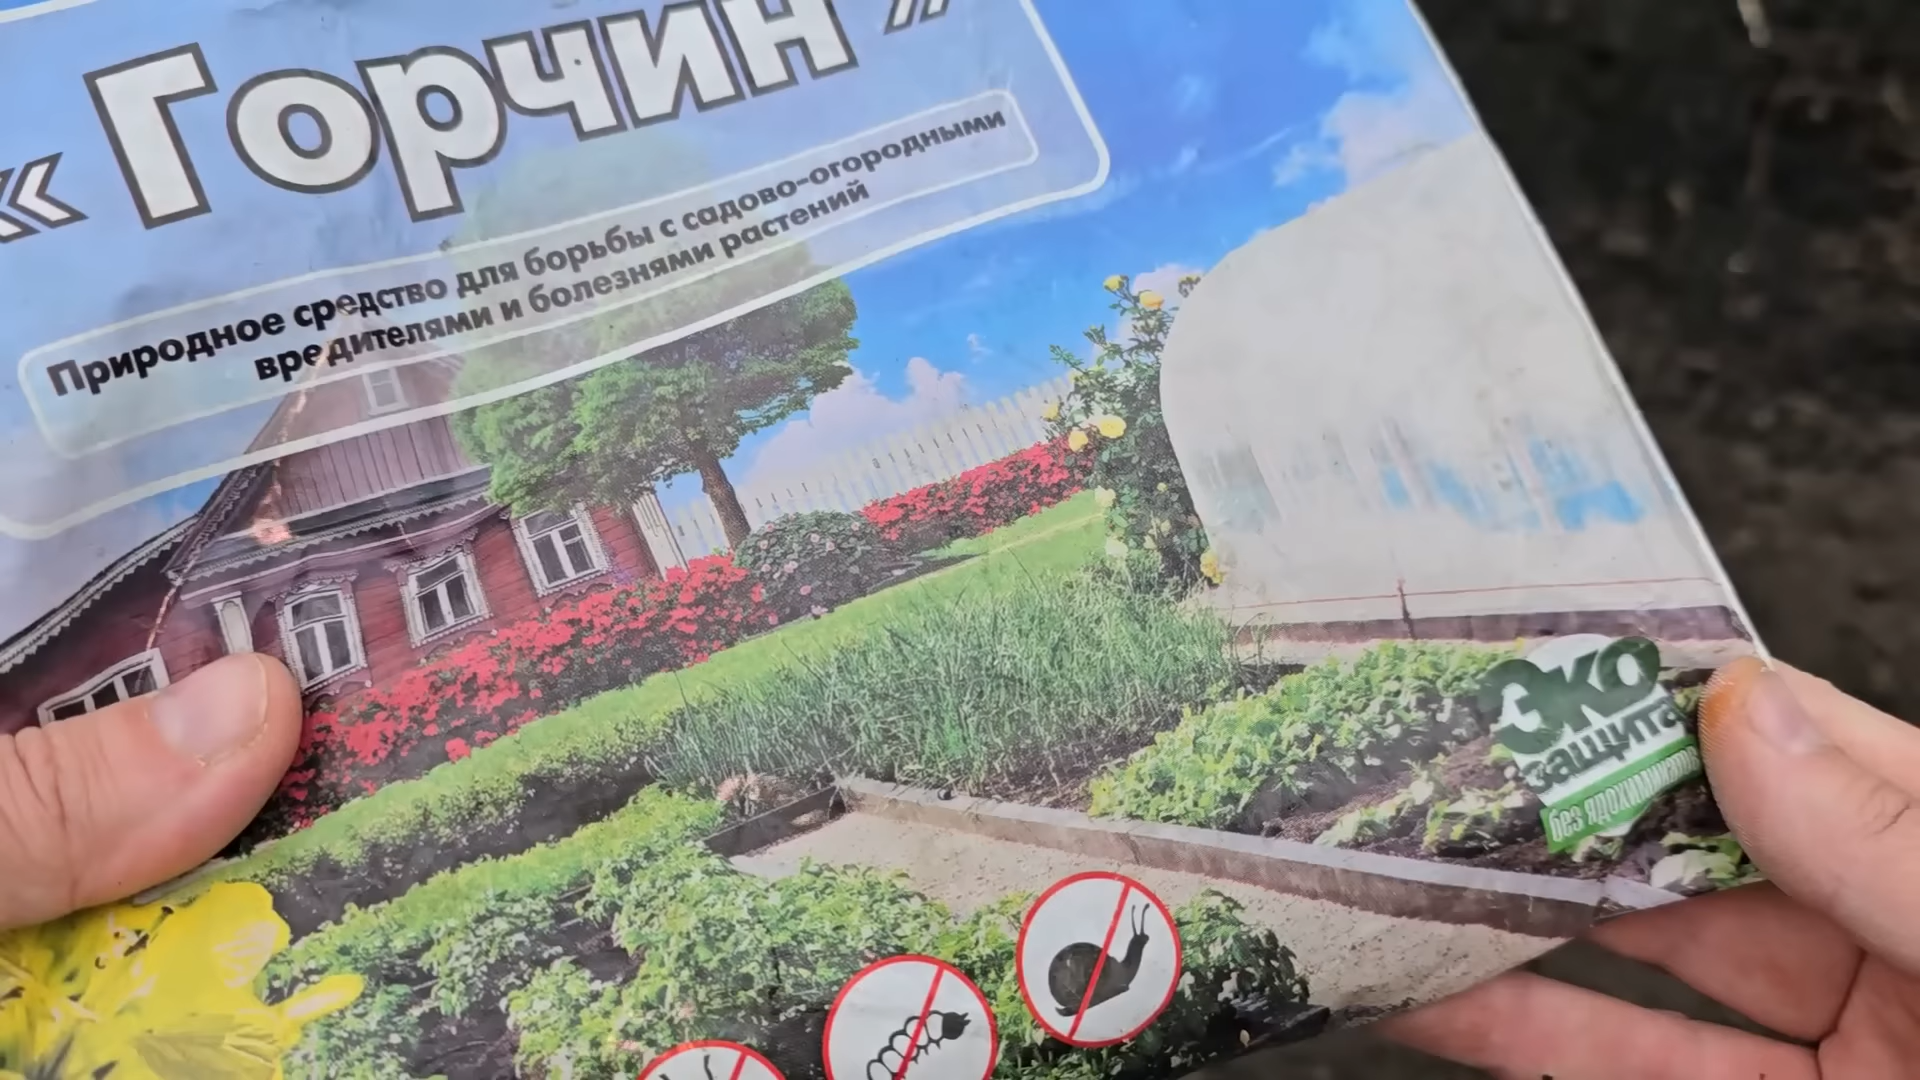 «Горчин»
Природное средство для борьбы с садово-огородными
вредителями и болезнями растений
эко
защита
без ядохимикатов